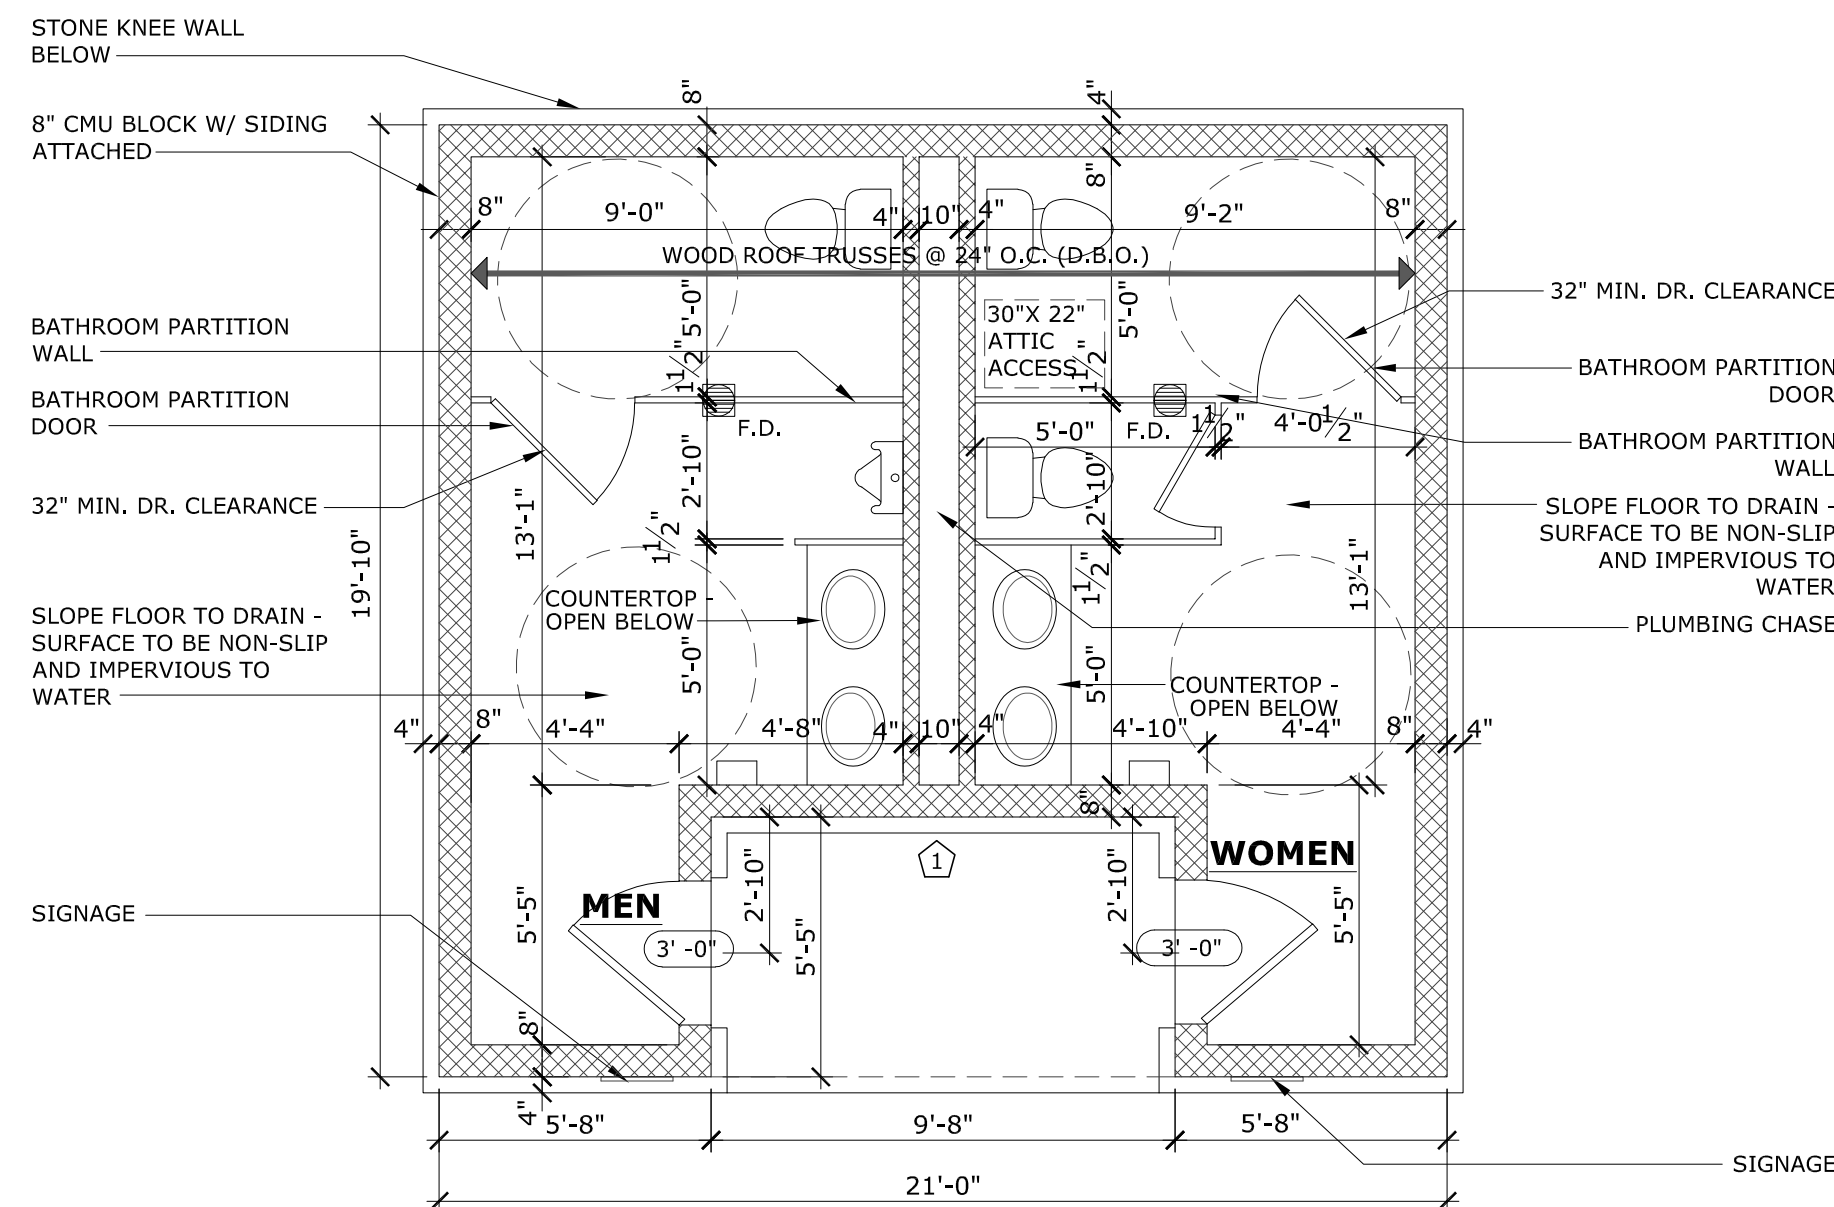 STONE KNEE WALL
BELOW
8" CMU BLOCK W/ SIDING
ATTACHED
BATHROOM PARTITION
WALL
BATHROOM PARTITION
DOOR
32" MIN. DR. CLEARANCE
SLOPE FLOOR TO DRAIN -
SURFACE TO BE NON-SLIP
AND IMPERVIOUS TO
WATER
SIGNAGE
8"
4"
8"
8"
9'-0"
4"
10"
4"
9'-2"
8"
WOOD ROOF TRUSSES @ 24" O.C. (D.B.O.)
5'-0"
5'-0"
30"X 22"
ATTIC
ACCESS
1 1/2"
1 1/2"
F.D.
F.D.
5'-0"
1 1/2"
4'-0 1/2"
2'-10"
2'-10"
13'-1"
13'-1"
19'-10"
1 1/2"
1 1/2"
COUNTERTOP -
OPEN BELOW
5'-0"
5'-0"
COUNTERTOP -
OPEN BELOW
4"
8"
4'-4"
4'-8"
4"
10"
4"
4'-10"
4'-4"
8"
4"
8"
1
WOMEN
MEN
2'-10"
2'-10"
5'-5"
5'-5"
5'-5"
3' -0"
3' -0"
8"
4"
5'-8"
9'-8"
5'-8"
21'-0"
32" MIN. DR. CLEARANCE
BATHROOM PARTITION
DOOR
BATHROOM PARTITION
WALL
SLOPE FLOOR TO DRAIN -
SURFACE TO BE NON-SLIP
AND IMPERVIOUS TO
WATER
PLUMBING CHASE
SIGNAGE